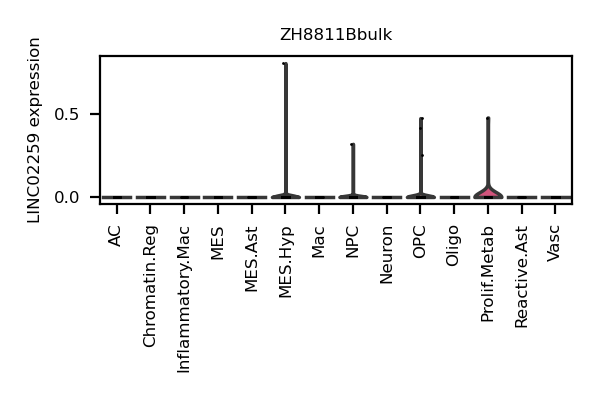 ZH8811Bbulk
LINC02259 expression
0.5
0.0
AC
Chromatin.Reg
Inflammatory.Mac
MES
MES.Ast
MES.Hyp
Mac
NPC
Neuron
OPC
Oligo
Prolif.Metab
Reactive.Ast
Vasc